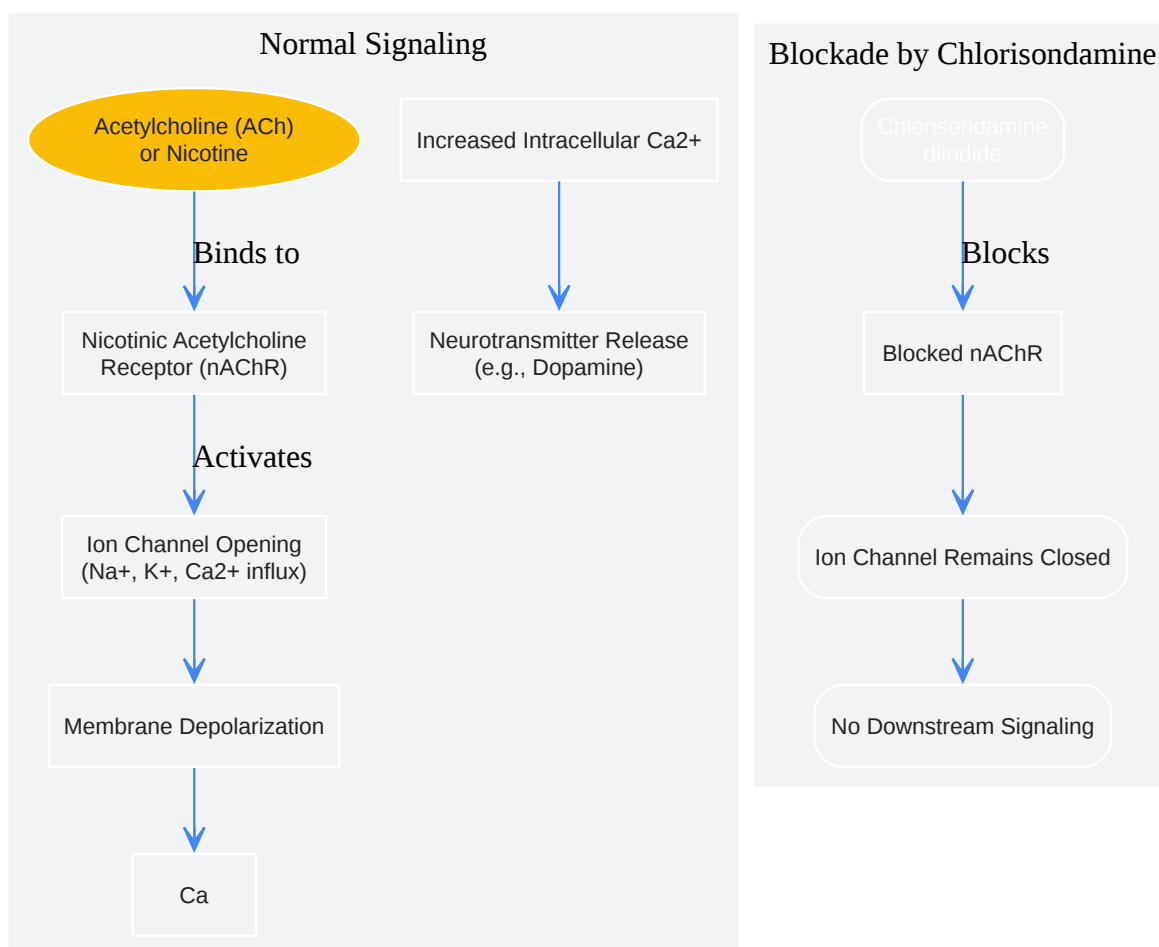 Normal Signaling
Acetylcholine (ACh)
or Nicotine
Binds to
Nicotinic Acetylcholine
Receptor (nAChR)
Activates
Ion Channel Opening
(Na+, K+, Ca2+ influx)
Membrane Depolarization
Ca
Increased Intracellular Ca2+
Neurotransmitter Release
(e.g., Dopamine)
Blockade by Chlorisondamine
Chlorisondamine
diiodide
Blocks
Blocked nAChR
Ion Channel Remains Closed
No Downstream Signaling